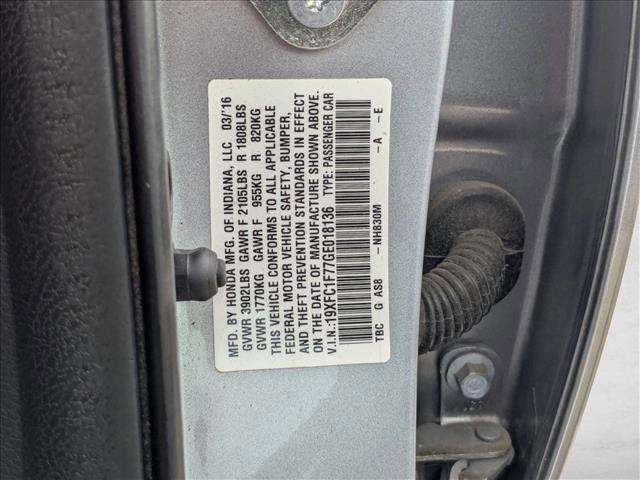 MFD. BY HONDA MFG. OF INDIANA, LLC 03/'16
GVWR 3902LBS GAWR F 2105LBS R 1808LBS
GVWR 1770KG GAWR F 955KG R 820KG
THIS VEHICLE CONFORMS TO ALL APPLICABLE
FEDERAL MOTOR VEHICLE SAFETY, BUMPER,
AND THEFT PREVENTION STANDARDS IN EFFECT
ON THE DATE OF MANUFACTURE SHOWN ABOVE.
V.I.N.:19XFC1F77GE018136 TYPE: PASSENGER CAR
TBC G AS8 -NH830M -A -E